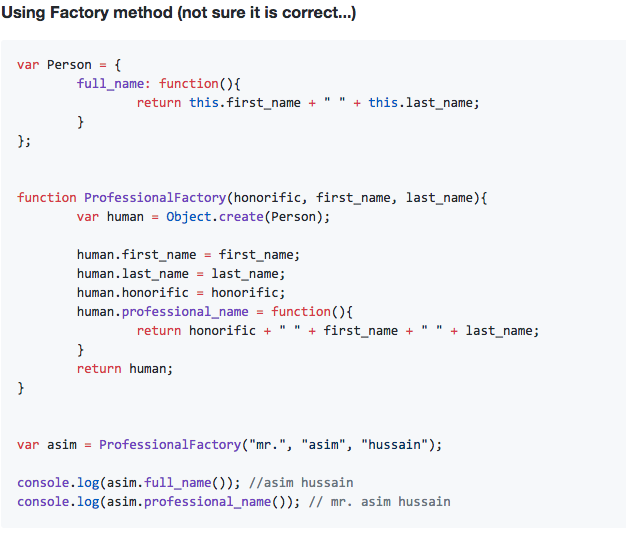 Using Factory method (not sure it is correct...)
var Person = {
        full_name: function(){
                return this.first_name + " " + this.last_name;
        }
};
function ProfessionalFactory(honorific, first_name, last_name){
        var human = Object.create(Person);
        human.first_name = first_name;
        human.last_name = last_name;
        human.honorific = honorific;
        human.professional_name = function(){
                return honorific + " " + first_name + " " + last_name;
        }
        return human;
}
var asim = ProfessionalFactory("mr.", "asim", "hussain");
console.log(asim.full_name()); //asim hussain
console.log(asim.professional_name()); // mr. asim hussain